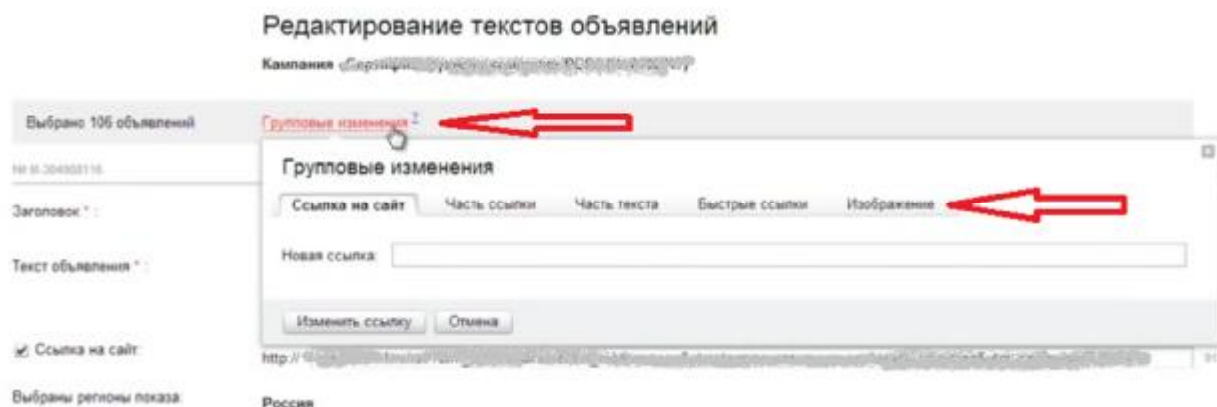 Редактирование текстов объявлений
Кампания
Выбрано 106 объявлений Групповые изменения ?
Групповые изменения
Заголовок * :
Ссылка на сайт Часть ссылки Часть текста Быстрые ссылки Изображение
Новая ссылка:
Текст объявления * :
Изменить ссылку Отмена
Ссылка на сайт: http://
Выбраны регионы показа: Россия